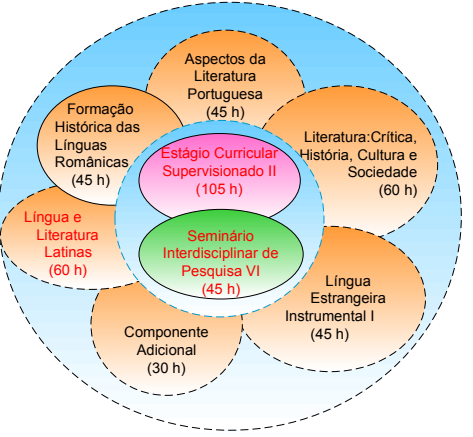 Aspectos da
Literatura
Portuguesa
(45 h)
Formação
Histórica das
Línguas
Românicas
(45 h)
Literatura:Crítica,
História, Cultura e
Sociedade
(60 h)
Estágio Curricular
Supervisionado II
(105 h)
Língua e
Literatura
Latinas
(60 h)
Seminário
Interdisciplinar de
Pesquisa VI
(45 h)
Língua
Estrangeira
Instrumental I
(45 h)
Componente
Adicional
(30 h)